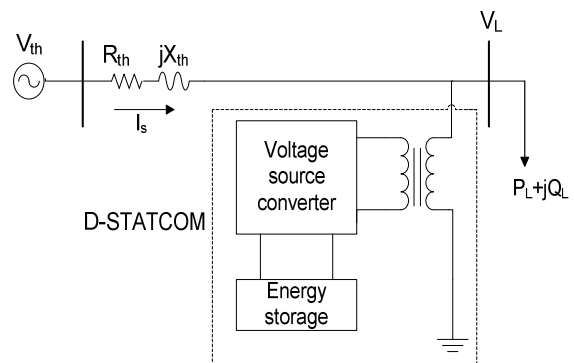 V_th
R_th
jX_th
V_L
I_s
Voltage
source
converter
P_L+jQ_L
D-STATCOM
Energy
storage